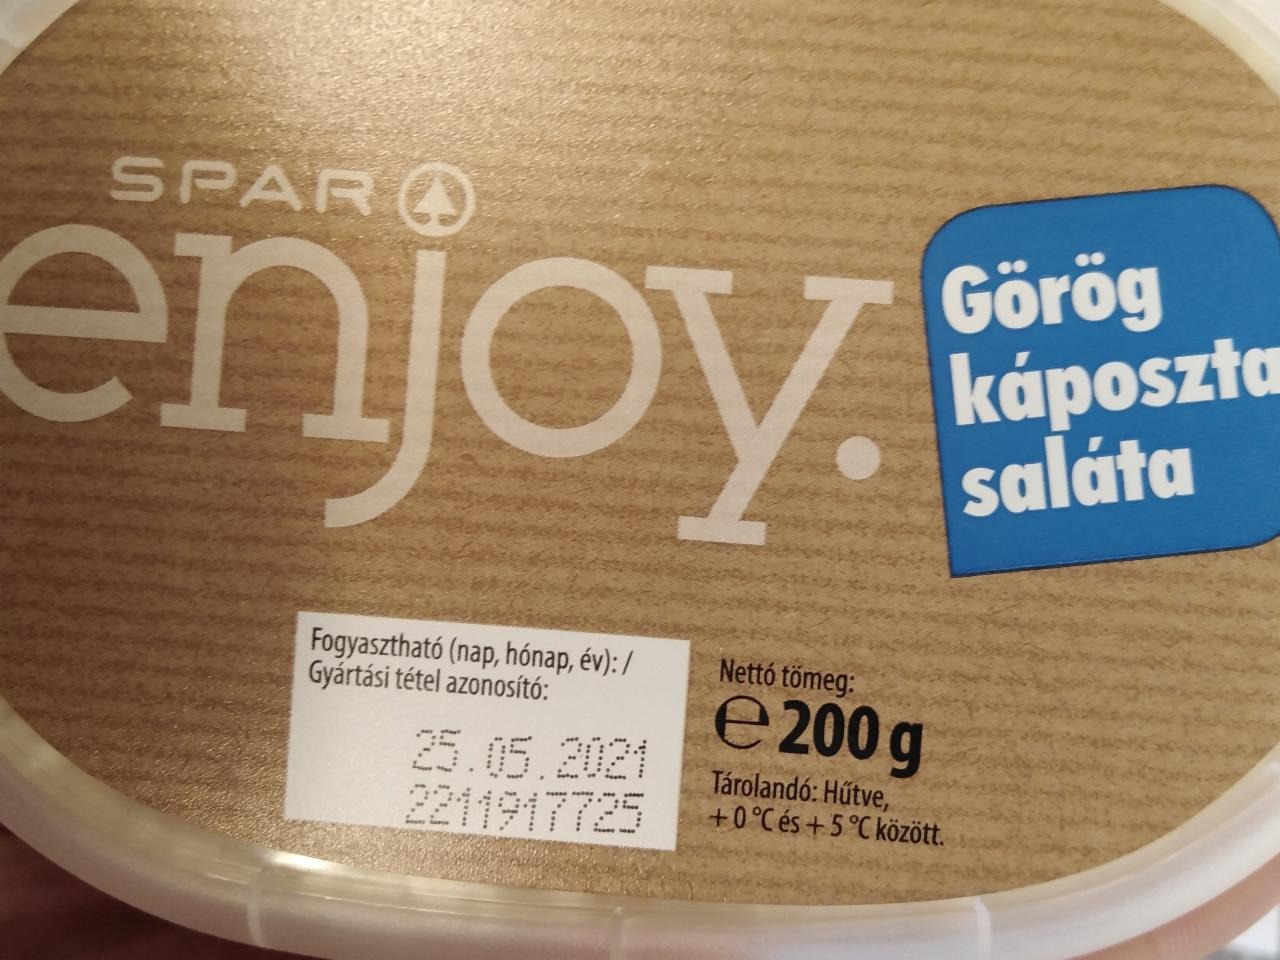 SPAR
enjoy.
Görög
káposzta
saláta
Fogyasztható (nap, hónap, év): /
Gyártási tétel azonosító:
25.05.2021
2211917725
Nettó tömeg:
℮ 200 g
Tárolandó: Hűtve,
+ 0 °C és + 5 °C között.